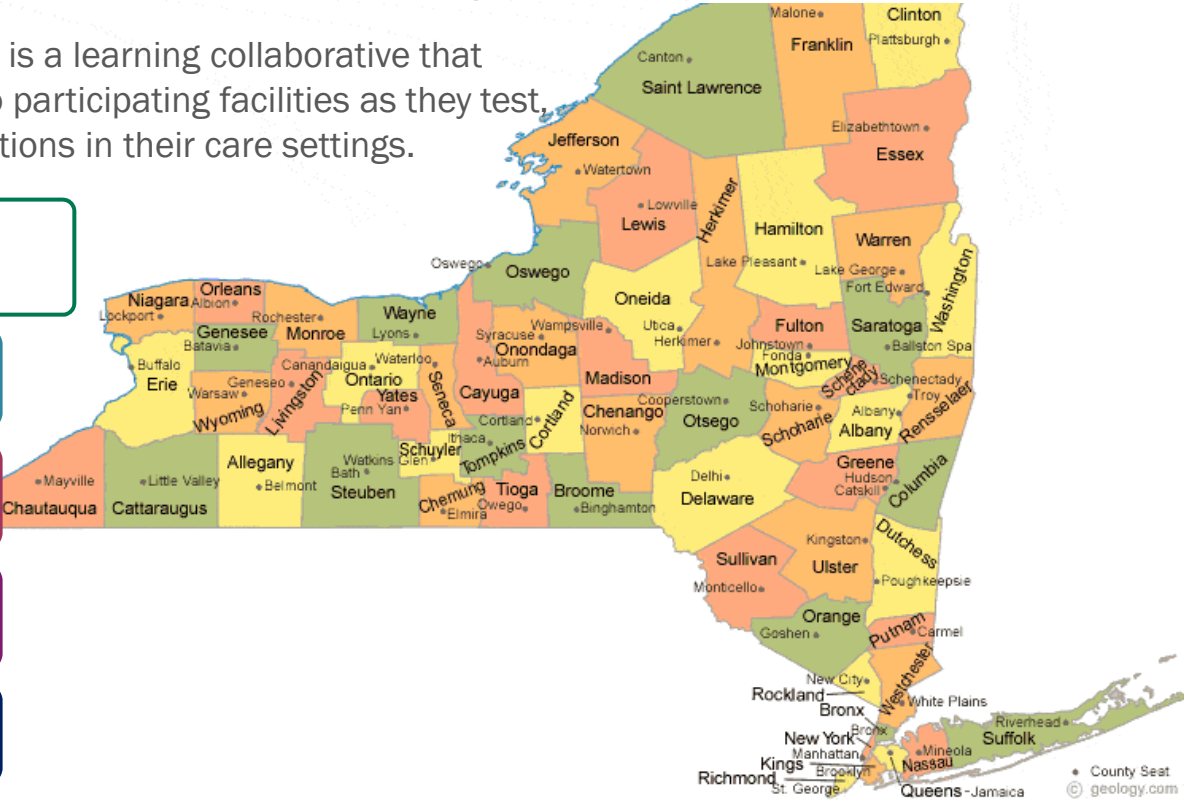 is a learning collaborative that
participating facilities as they test,
tions in their care settings.
Malone
Clinton
Franklin
Plattsburgh
Canton
Saint Lawrence
Elizabethtown
Essex
Jefferson
Watertown
Lowville
Lewis
Herkimer
Hamilton
Lake Pleasant
Warren
Lake George
Fort Edward
Washington
Oswego
Oswego
Oneida
Utica
Herkimer
Fulton
Johnstown
Saratoga
Ballston Spa
Fonda
Montgomery
Schene
ctady
Schenectady
Troy
Rensselaer
Niagara
Lockport
Orleans
Albion
Rochester
Monroe
Genesee
Batavia
Wayne
Lyons
Syracuse
Onondaga
Wampsville
Madison
Auburn
Cayuga
Buffalo
Erie
Warsaw
Wyoming
Geneseo
Livingston
Canandaigua
Ontario
Waterloo
Seneca
Yates
Penn Yan
Cortland
Cortland
Chenango
Norwich
Cooperstown
Otsego
Schoharie
Schoharie
Albany
Albany
Mayville
Chautauqua
Little Valley
Cattaraugus
Allegany
Belmont
Watkins
Glen
Bath
Steuben
Schuyler
Ithaca
Tompkins
Chemung
Elmira
Tioga
Owego
Broome
Binghamton
Delhi
Delaware
Greene
Hudson
Catskill
Columbia
Sullivan
Monticello
Kingston
Ulster
Dutchess
Poughkeepsie
Orange
Goshen
Putnam
Carmel
New City
Rockland
Westchester
White Plains
Bronx
Bronx
New York
Manhattan
Kings
Brooklyn
Richmond
St. George
Queens - Jamaica
Mineola
Nassau
Riverhead
Suffolk
County Seat
© geology.com